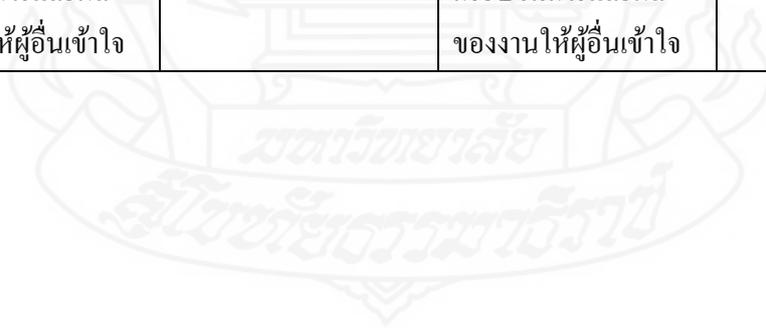 ห้ผู้อื่นเข้าใจ
ของงานให้ผู้อื่นเข้าใจ
มหาวิทยาลัย
สุโขทัยธรรมาธิราช